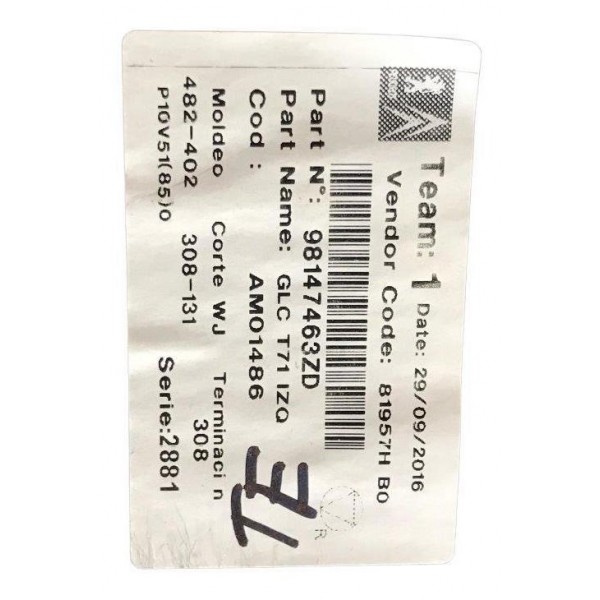 Team: 1 Date: 29/09/2016
Vendor Code: 81957H B0
Part N°: 98147463ZD
Part Name: GLC T71 IZQ
Cod : AM01486
Moldeo Corte WJ Terminaci n
482-402 308-131 308
P10V51(85)0 Serie:2881
R